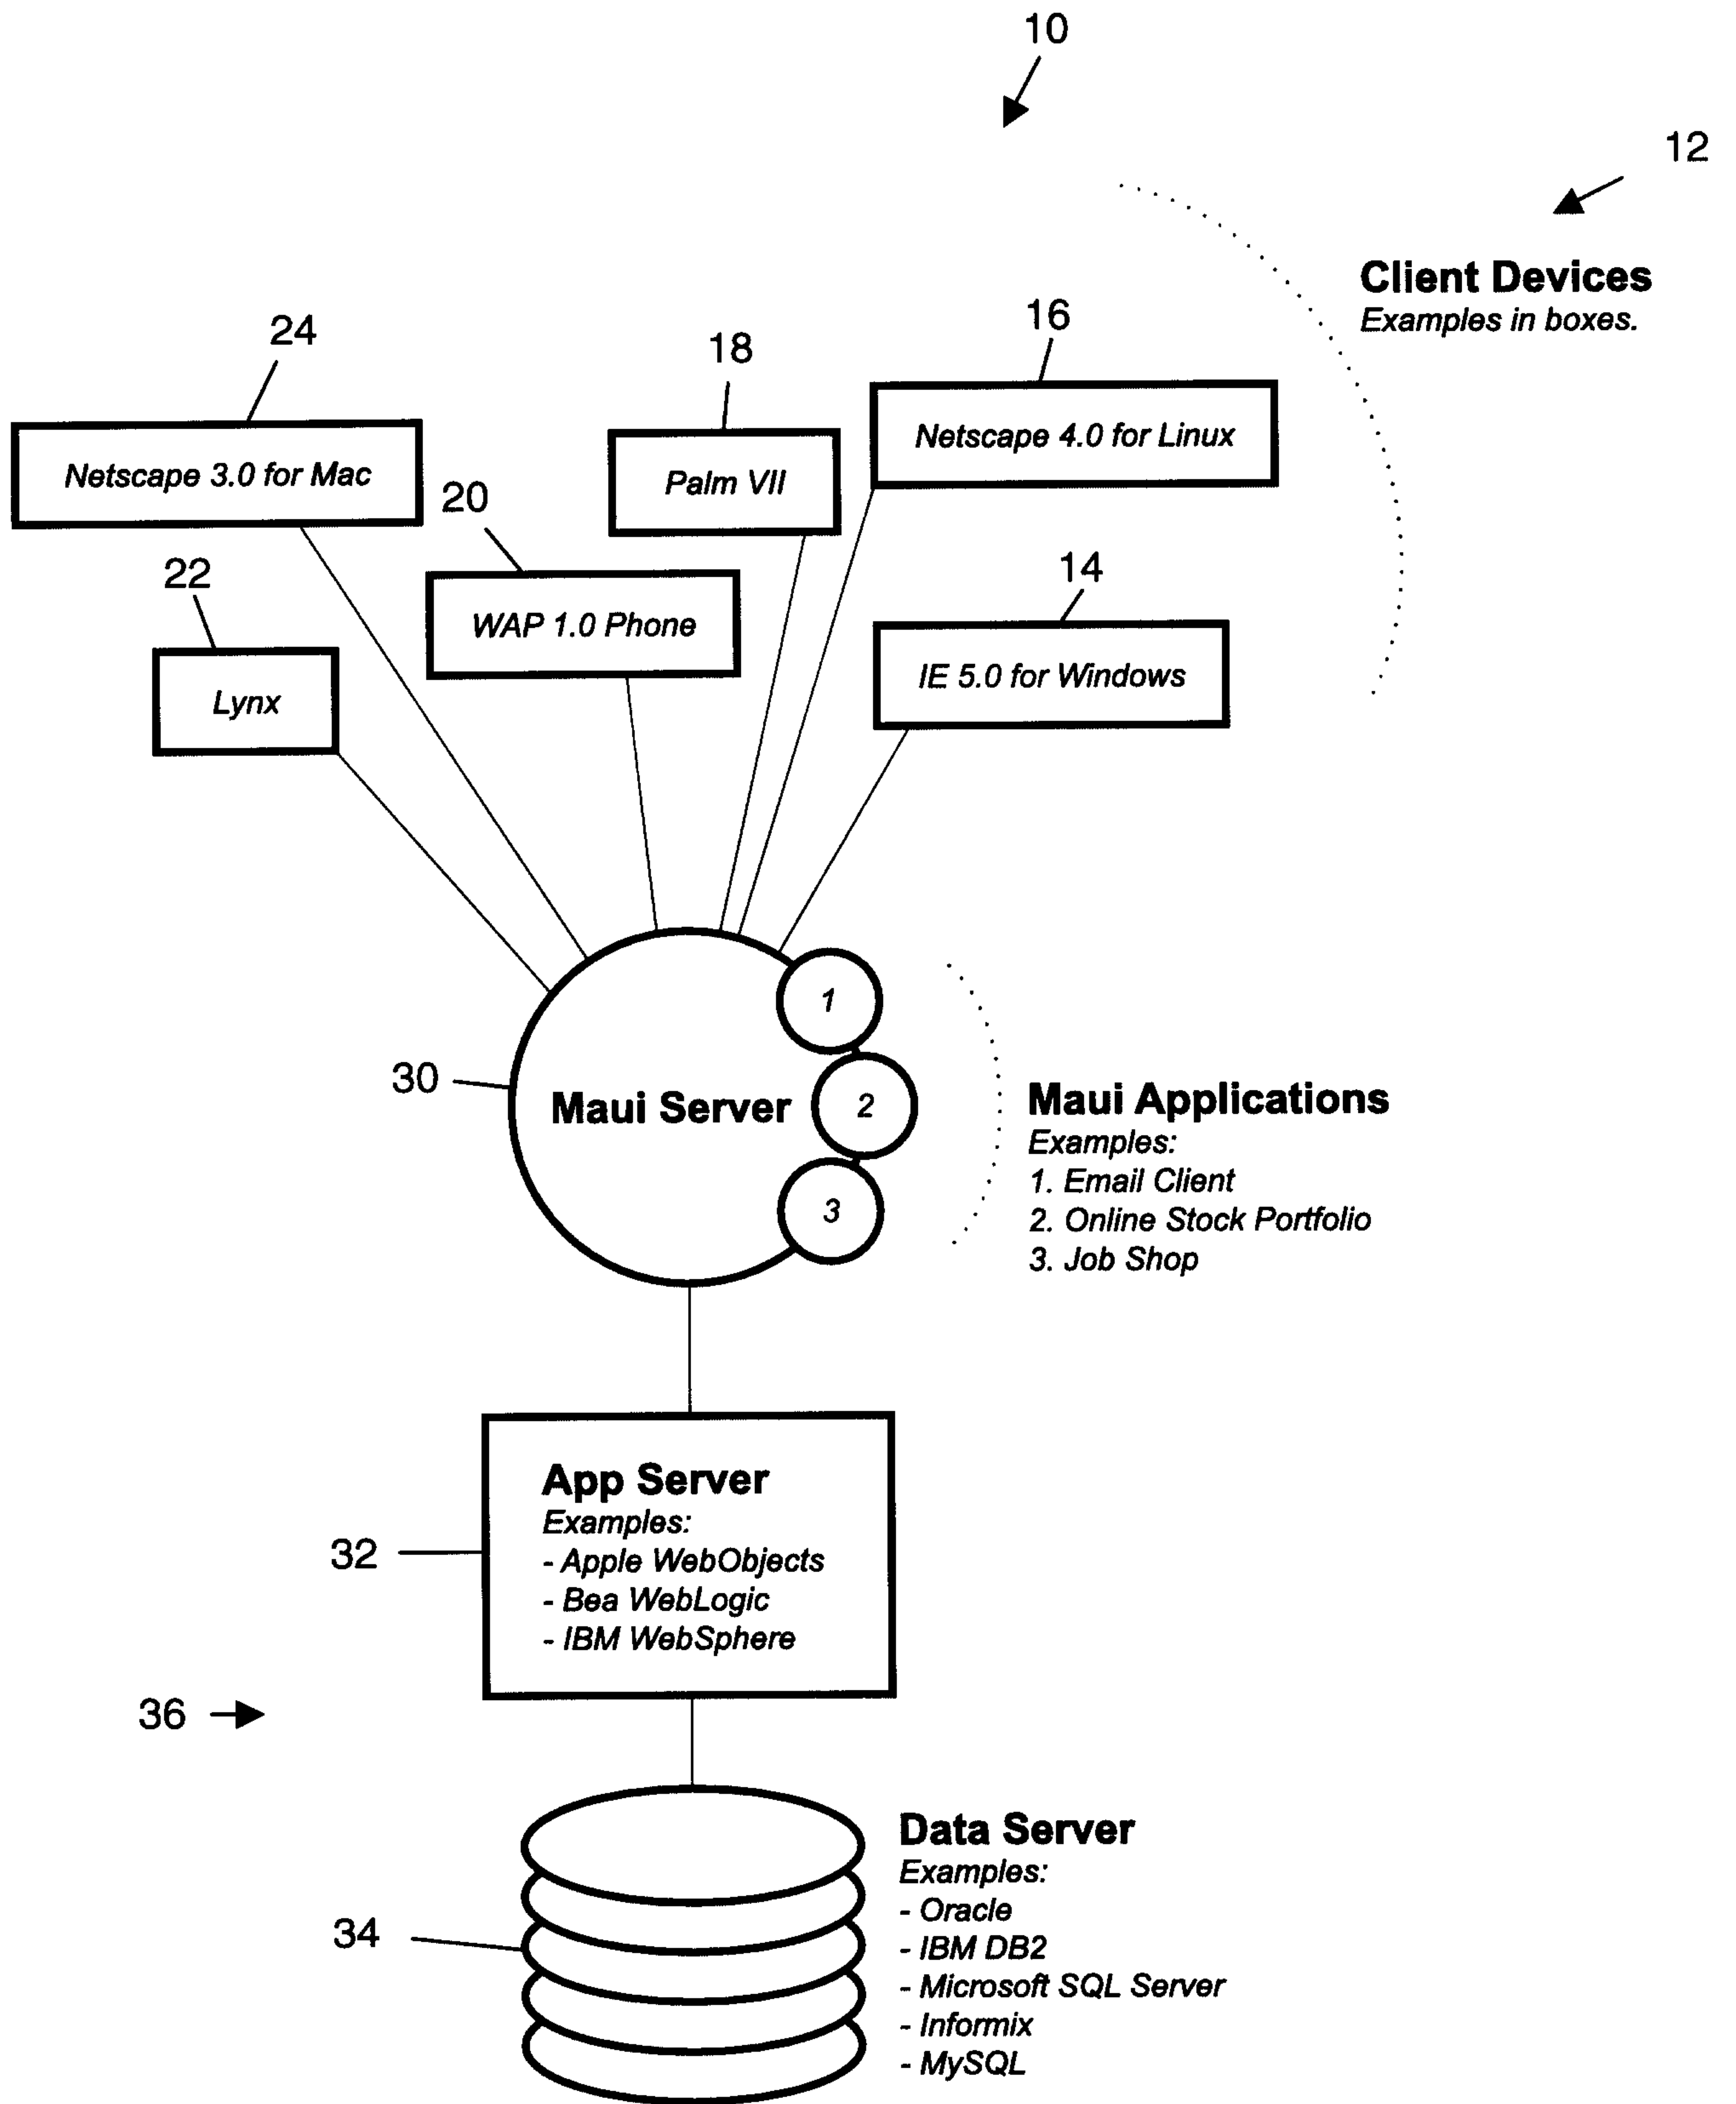 10
12
Client Devices
Examples in boxes.
24
18
16
Netscape 3.0 for Mac
20
Palm VII
Netscape 4.0 for Linux
22
WAP 1.0 Phone
14
Lynx
IE 5.0 for Windows
1
30
Maui Server
2
3
Maui Applications
Examples:
1. Email Client
2. Online Stock Portfolio
3. Job Shop
App Server
Examples:
- Apple WebObjects
- Bea WebLogic
- IBM WebSphere
32
36
34
Data Server
Examples:
- Oracle
- IBM DB2
- Microsoft SQL Server
- Informix
- MySQL